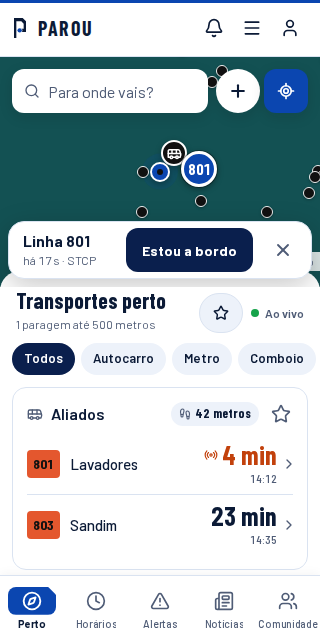 PAROU
Para onde vais?
801
Linha 801
há 17s · STCP
Estou a bordo
Transportes perto
1 paragem até 500 metros
Ao vivo
Todos
Autocarro
Metro
Comboio
Aliados
42 metros
801
Lavadores
4 min
14:12
803
Sandim
23 min
14:35
Perto
Horários
Alertas
Notícias
Comunidade